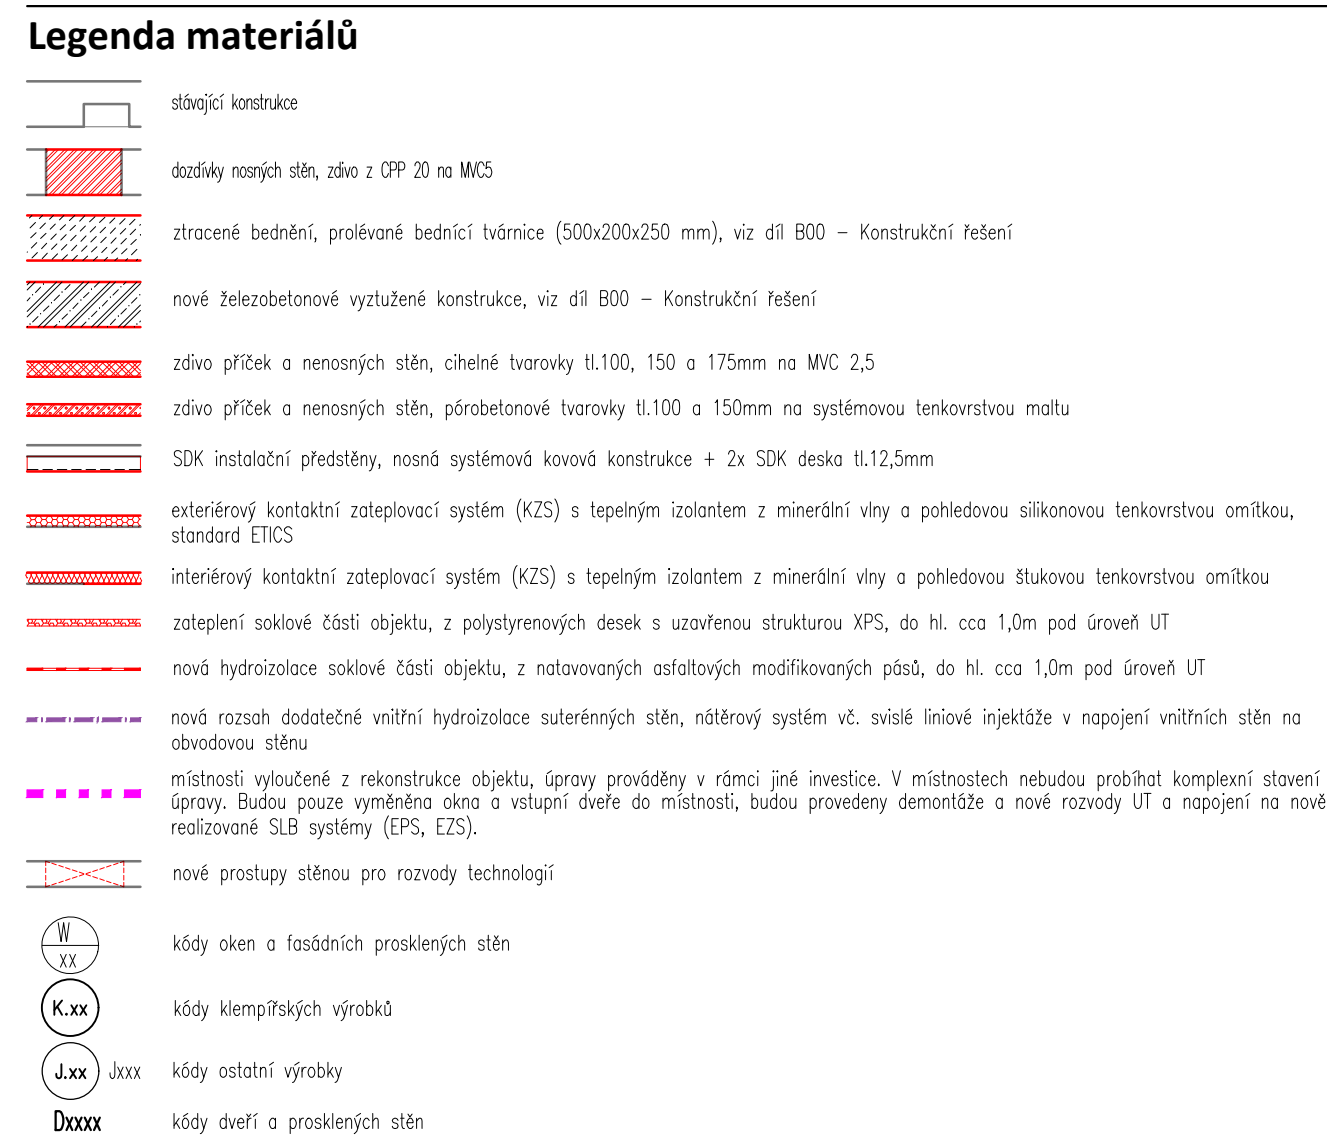 Legenda materiálů
stávající konstrukce
dozdívky nosných stěn, zdivo z CPP 20 na MVC5
ztracené bednění, prolévané bednící tvárnice (500x200x250 mm), viz díl B00 – Konstrukční řešení
nové železobetonové vyztužené konstrukce, viz díl B00 – Konstrukční řešení
zdivo příček a nenosných stěn, cihelné tvarovky tl.100, 150 a 175mm na MVC 2,5
zdivo příček a nenosných stěn, pórobetonové tvarovky tl.100 a 150mm na systémovou tenkovrstvou maltu
SDK instalační předstěny, nosná systémová kovová konstrukce + 2x SDK deska tl.12,5mm
exteriérový kontaktní zateplovací systém (KZS) s tepelným izolantem z minerální vlny a pohledovou silikonovou tenkovrstvou omítkou,
standard ETICS
interiérový kontaktní zateplovací systém (KZS) s tepelným izolantem z minerální vlny a pohledovou štukovou tenkovrstvou omítkou
zateplení soklové části objektu, z polystyrenových desek s uzavřenou strukturou XPS, do hl. cca 1,0m pod úroveň UT
nová hydroizolace soklové části objektu, z natavovaných asfaltových modifikovaných pásů, do hl. cca 1,0m pod úroveň UT
nová rozsah dodatečné vnitřní hydroizolace suterénných stěn, nátěrový systém vč. svislé liniové injektáže v napojení vnitřních stěn na
obvodovou stěnu
místnosti vyloučené z rekonstrukce objektu, úpravy prováděny v rámci jiné investice. V místnostech nebudou probíhat komplexní stavení
úpravy. Budou pouze vyměněna okna a vstupní dveře do místnosti, budou provedeny demontáže a nové rozvody UT a napojení na nově
realizované SLB systémy (EPS, EZS).
nové prostupy stěnou pro rozvody technologií
W
xx
kódy oken a fasádních prosklených stěn
K.xx
kódy klempířských výrobků
J.xx Jxxx kódy ostatní výrobky
Dxxxx kódy dveří a prosklených stěn